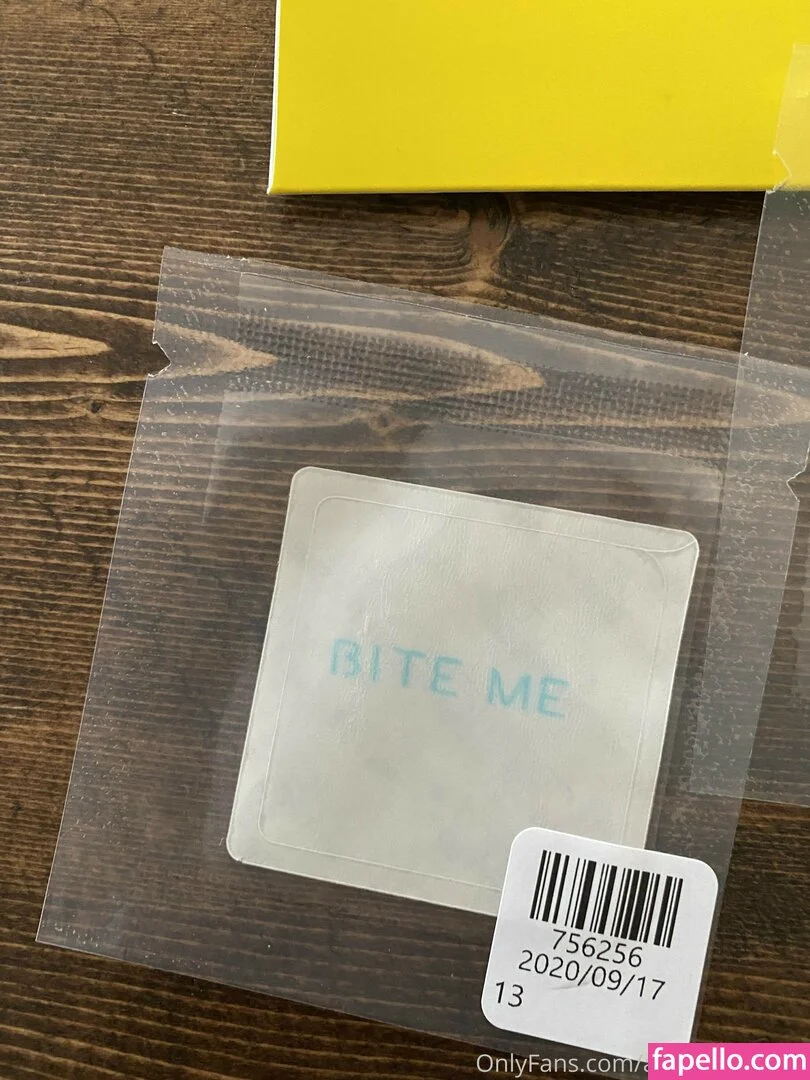 BITE ME
756256
2020/09/17
13
OnlyFans.com/
fapello.com